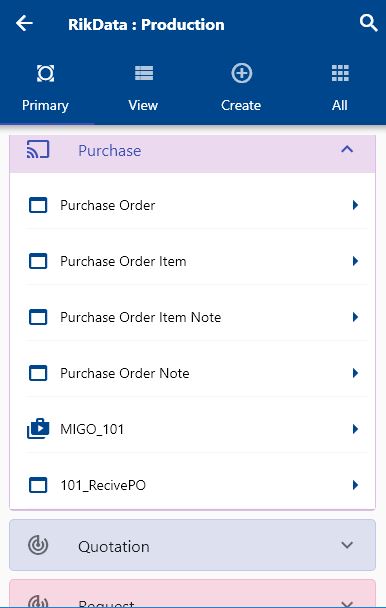 RikData : Production
Primary
View
Create
All
Purchase
Purchase Order
Purchase Order Item
Purchase Order Item Note
Purchase Order Note
MIGO_101
101_RecivePO
Quotation
Request